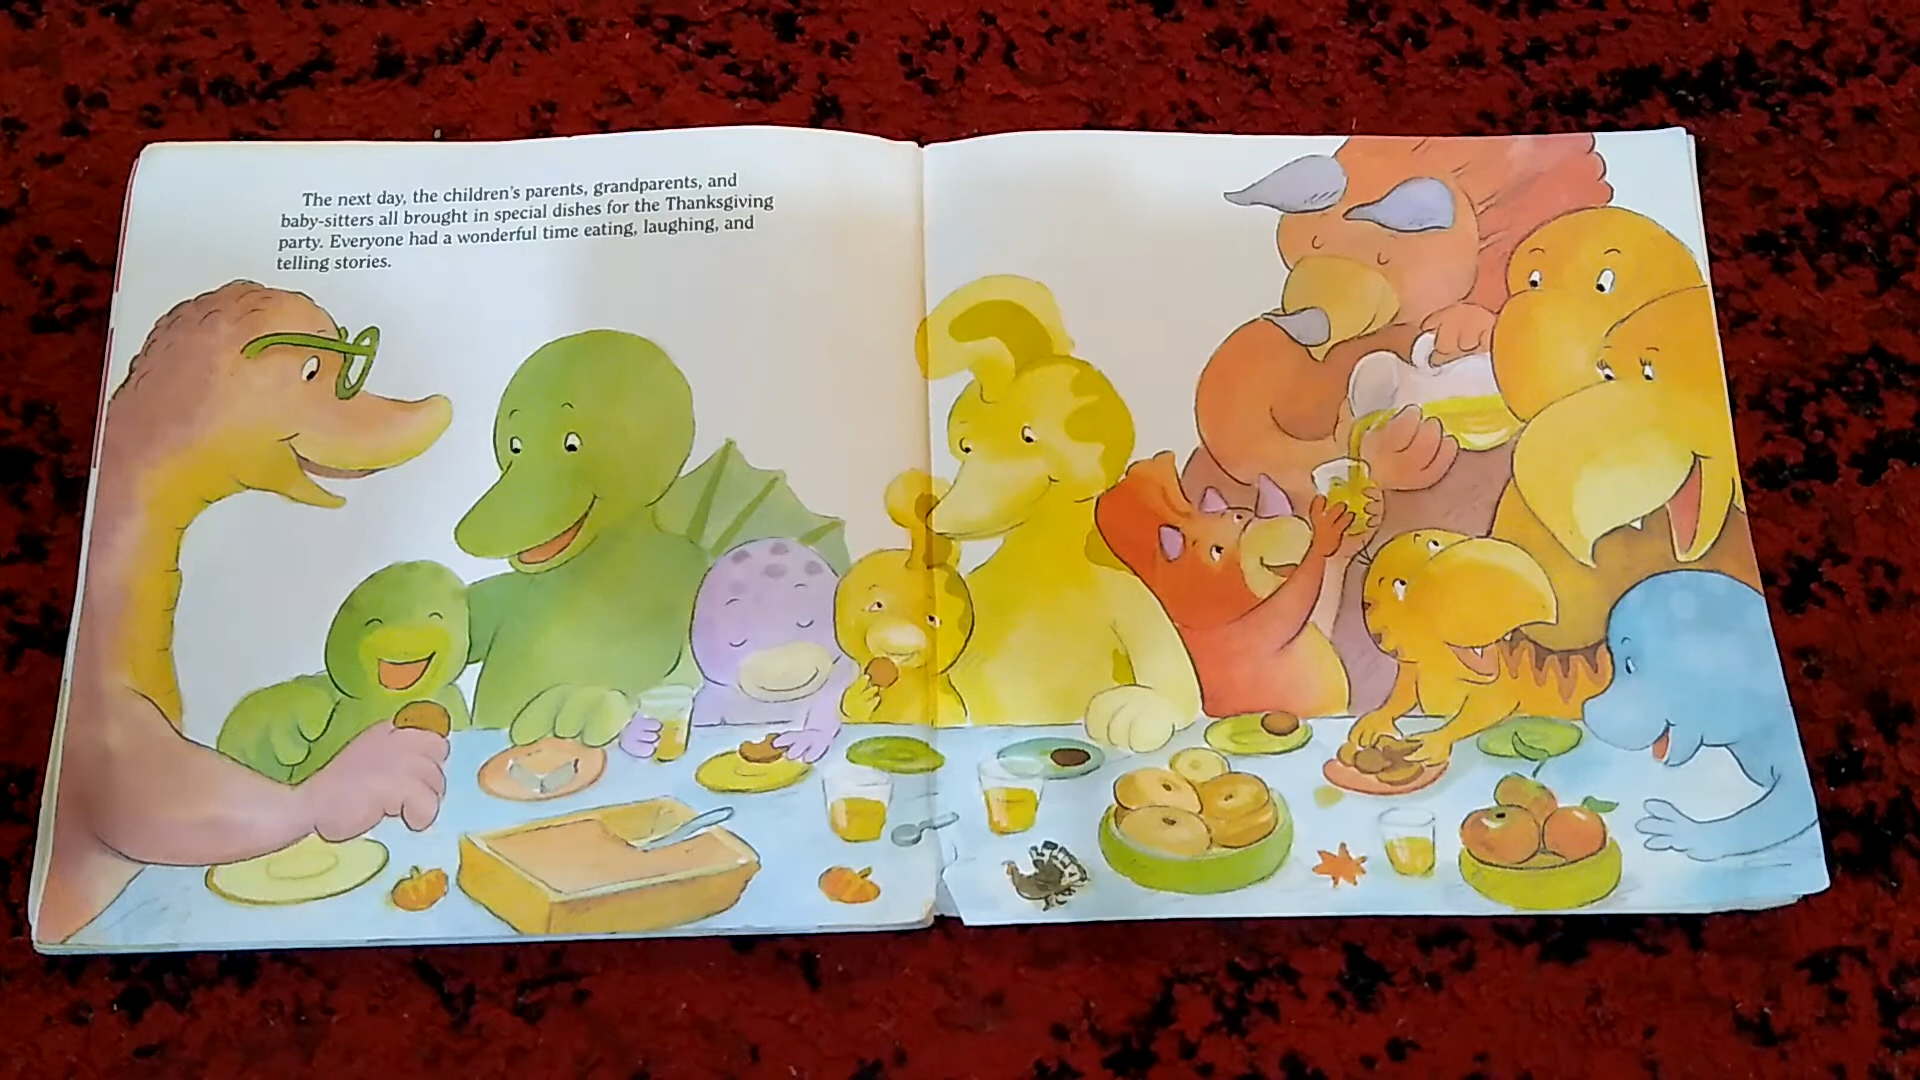 The next day, the children's parents, grandparents, and
baby-sitters all brought in special dishes for the Thanksgiving
party. Everyone had a wonderful time eating, laughing, and
telling stories.